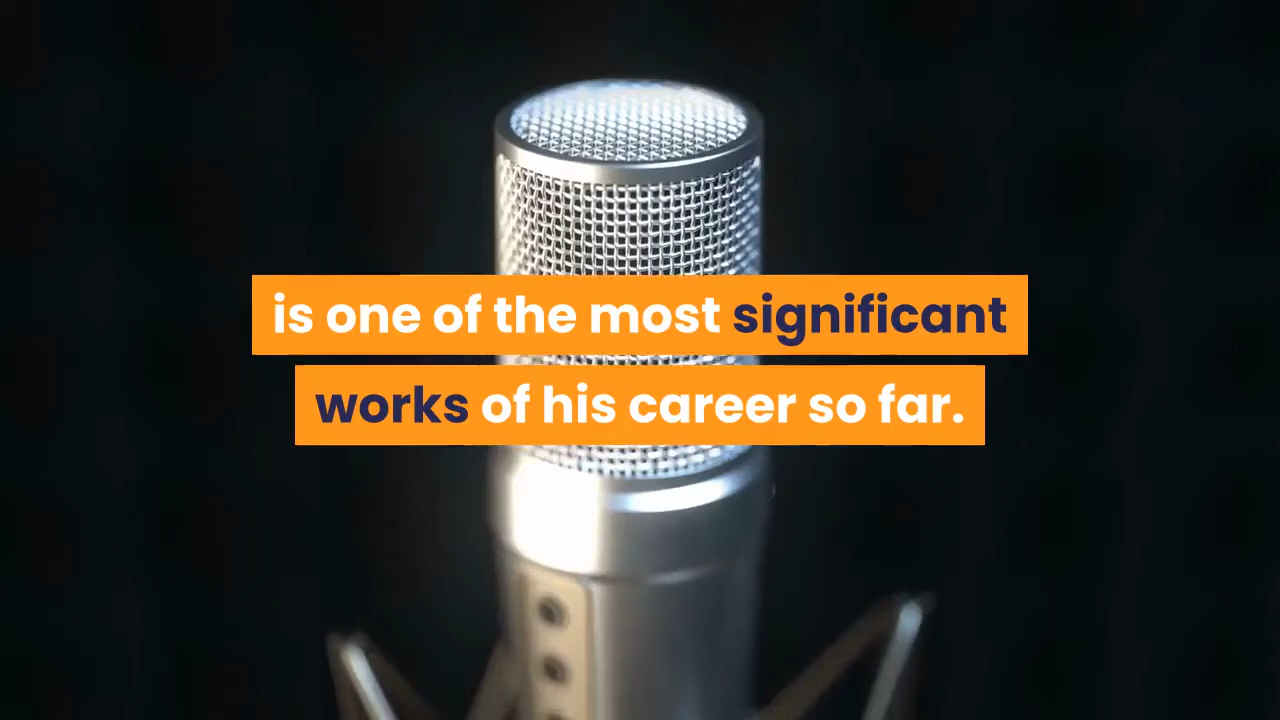 is one of the most significant
works of his career so far.